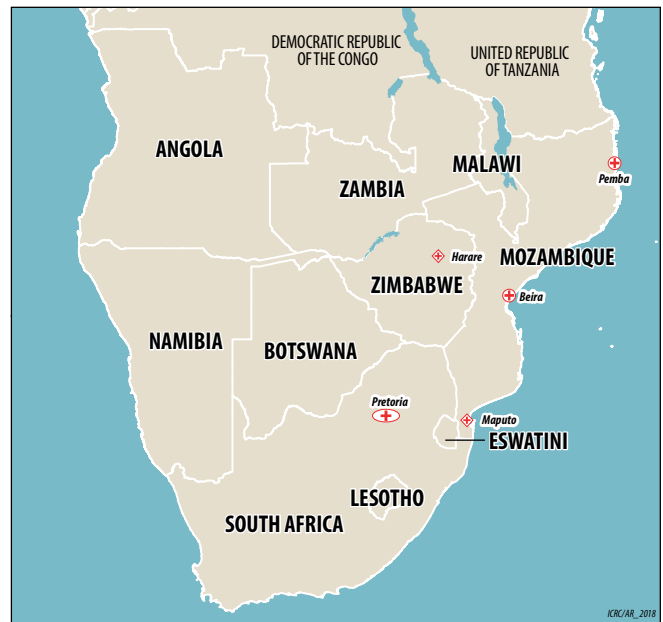 DEMOCRATIC REPUBLIC
OF THE CONGO
UNITED REPUBLIC
OF TANZANIA
ANGOLA
MALAWI
ZAMBIA
Pemba
Harare
MOZAMBIQUE
ZIMBABWE
Beira
NAMIBIA
BOTSWANA
Pretoria
Maputo
ESWATINI
LESOTHO
SOUTH AFRICA
ICRC/AR_2018